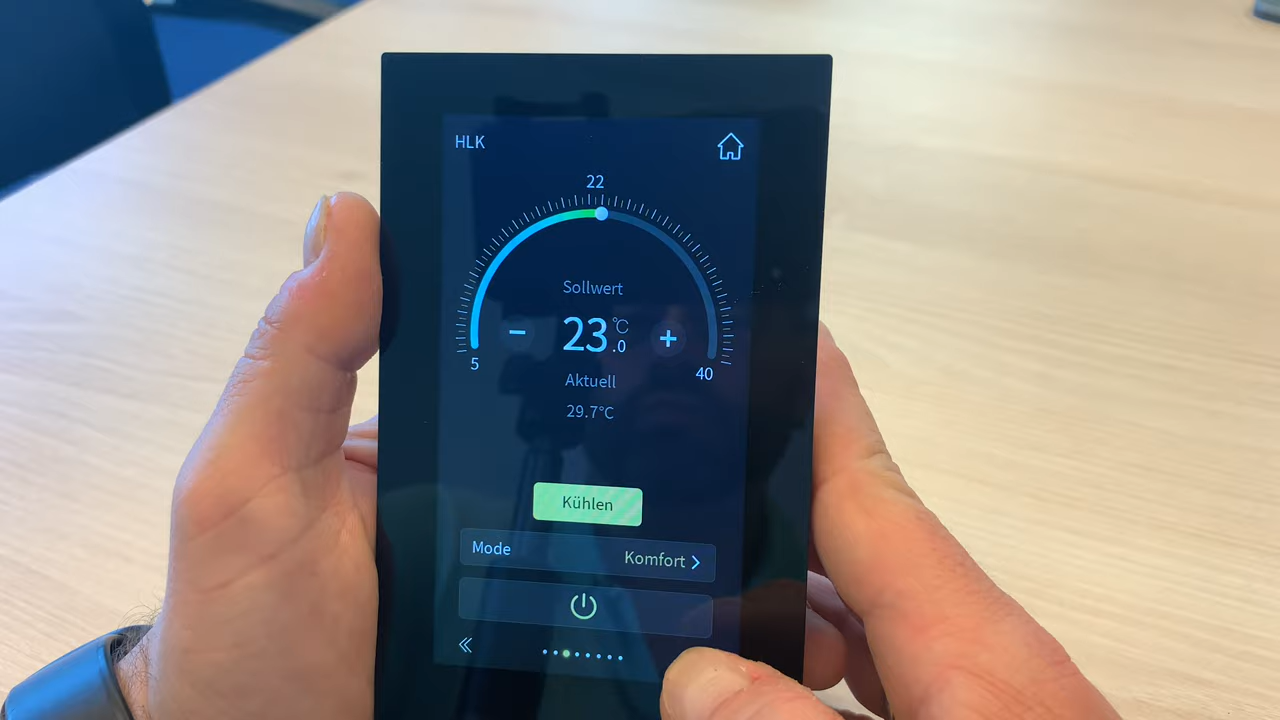 HLK
22
5
40
Sollwert
− 23.0 °C +
Aktuell
29.7°C
Kühlen
Mode Komfort